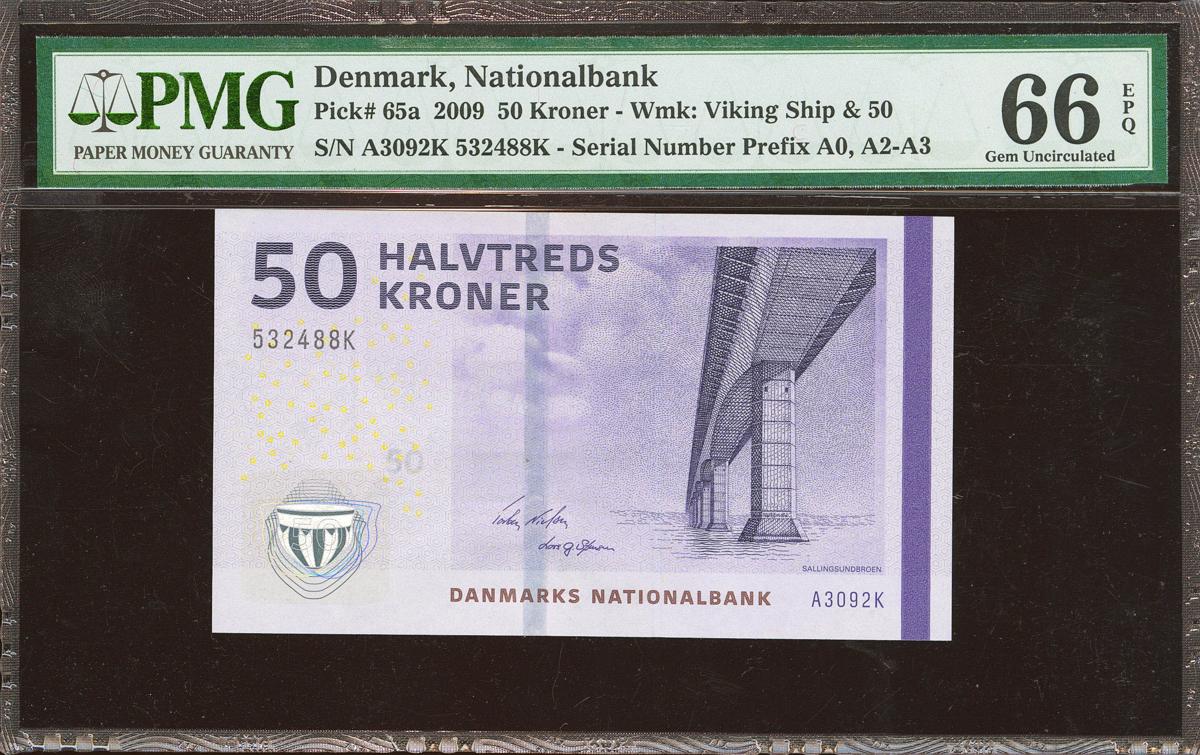 PMG
PAPER MONEY GUARANTY
Denmark, Nationalbank
Pick# 65a 2009 50 Kroner - Wmk: Viking Ship & 50
S/N A3092K 532488K - Serial Number Prefix A0, A2-A3
66
EPQ
Gem Uncirculated
50
HALVTREDS
KRONER
532488K
50
50
SALLINGSUNDBROEN
DANMARKS NATIONALBANK
A3092K